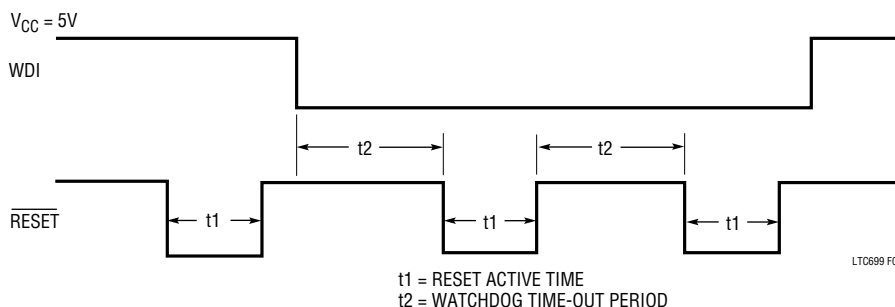 V_CC = 5V
WDI
t2
t2
RESET
t1
t1
t1
LTC699
t1 = RESET ACTIVE TIME
t2 = WATCHDOG TIME-OUT PERIOD